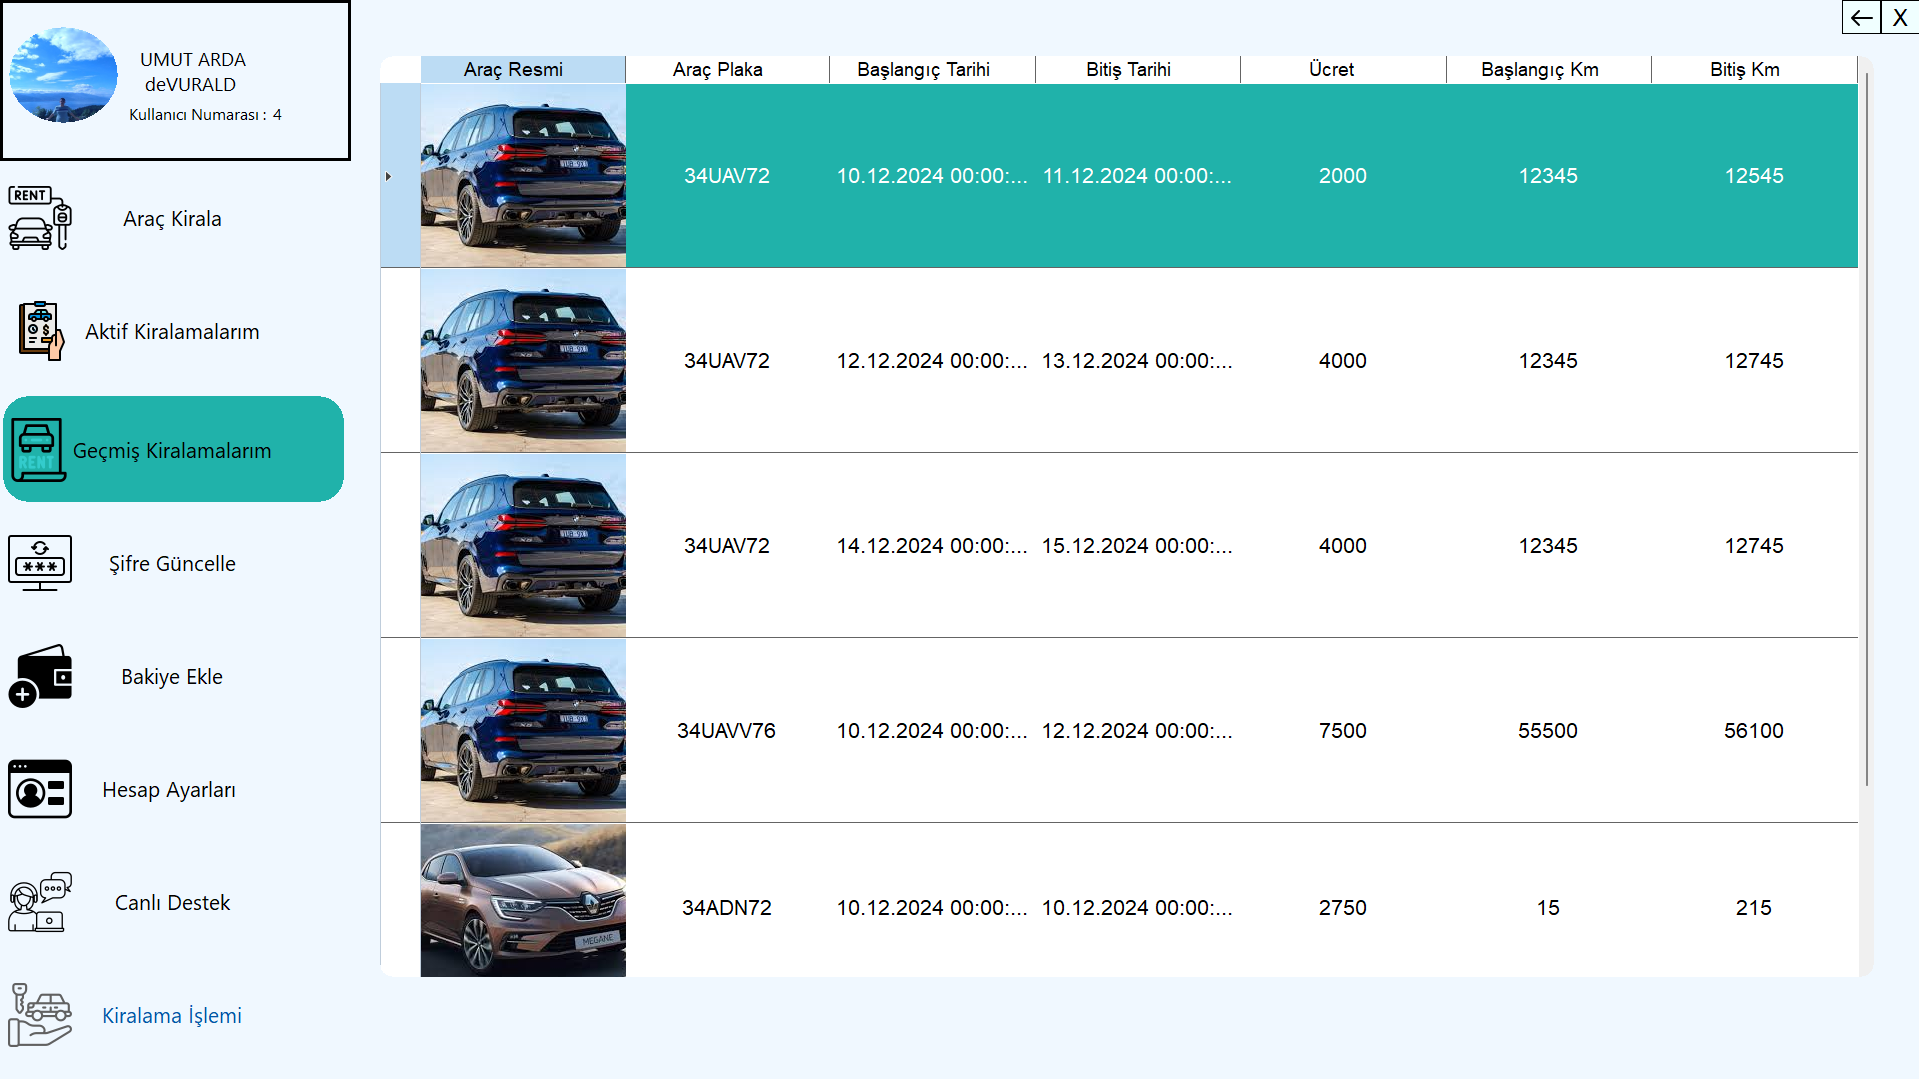 UMUT ARDA
deVURALD
Kullanıcı Numarası : 4
RENT
Araç Kirala
Aktif Kiralamalarım
RENT
Geçmiş Kiralamalarım
***
Şifre Güncelle
Bakiye Ekle
Hesap Ayarları
Canlı Destek
Kiralama İşlemi
X
Araç Resmi Araç Plaka Başlangıç Tarihi Bitiş Tarihi Ücret Başlangıç Km Bitiş Km
34UAV72 10.12.2024 00:00:... 11.12.2024 00:00:... 2000 12345 12545
34UAV72 12.12.2024 00:00:... 13.12.2024 00:00:... 4000 12345 12745
34UAV72 14.12.2024 00:00:... 15.12.2024 00:00:... 4000 12345 12745
34UAVV76 10.12.2024 00:00:... 12.12.2024 00:00:... 7500 55500 56100
34ADN72 10.12.2024 00:00:... 10.12.2024 00:00:... 2750 15 215
MEGANE